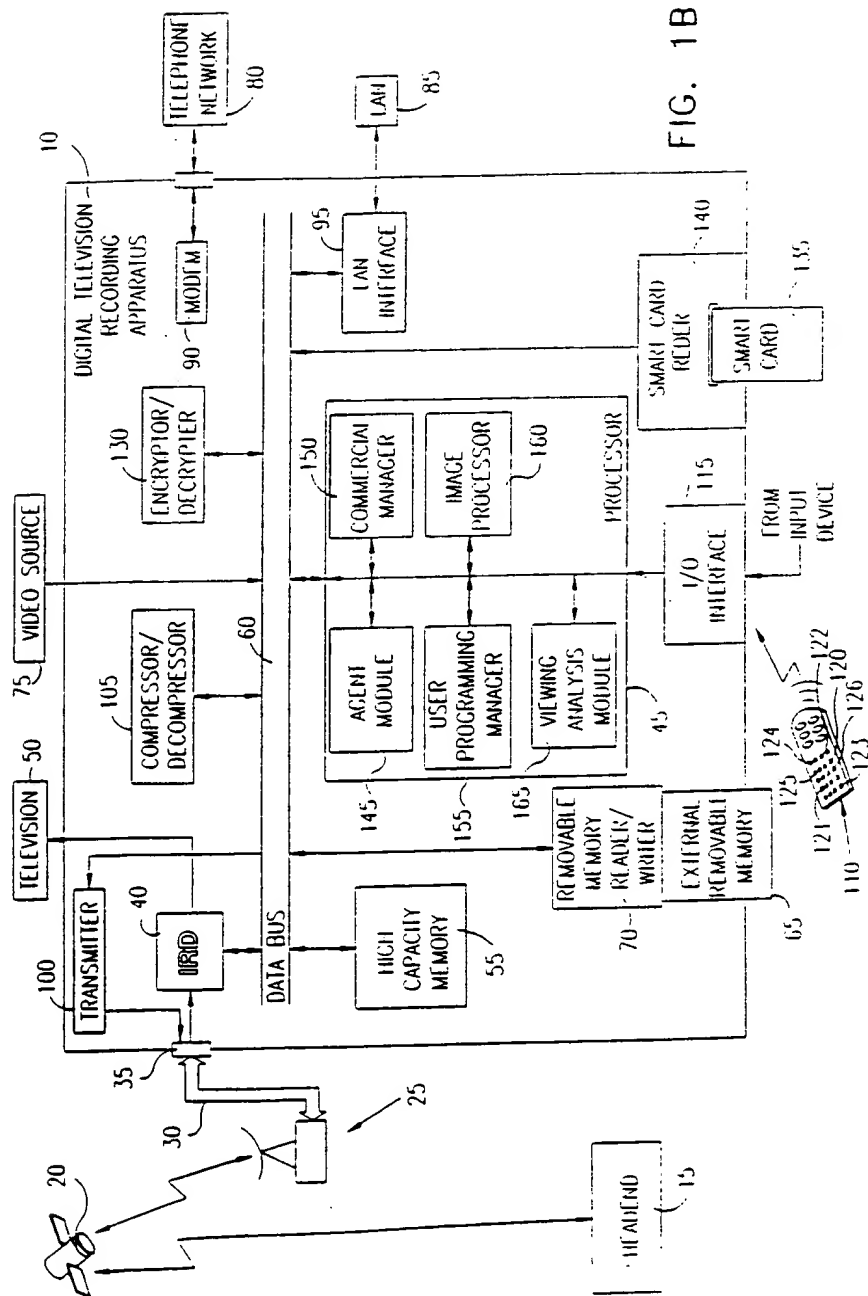 20
HEADEND
15
25
30
35
100
TRANSMITTER
40
IRD
TELEVISION
50
DATA BUS
60
HIGH
CAPACITY
MEMORY
55
REMOVABLE
MEMORY
READER/
WRITER
70
EXTERNAL
REMOVABLE
MEMORY
65
75
VIDEO SOURCE
105
COMPRESSOR/
DECOMPRESSOR
130
ENCRYPTOR/
DECRYPTER
DIGITAL TELEVISION
RECORDING
APPARATUS
10
90
MODEM
TELEPHONE
NETWORK
80
LAN
85
95
LAN
INTERFACE
145
AGENT
MODULE
155
USER
PROGRAMMING
MANAGER
165
VIEWING
ANALYSIS
MODULE
45
150
COMMERCIAL
MANAGER
IMAGE
PROCESSOR
160
PROCESSOR
I/O
INTERFACE
115
FROM
INPUT
DEVICE
SMART CARD
REDER
140
SMART
CARD
135
110
121
125
124
122
120
126
123
FIG. 1B